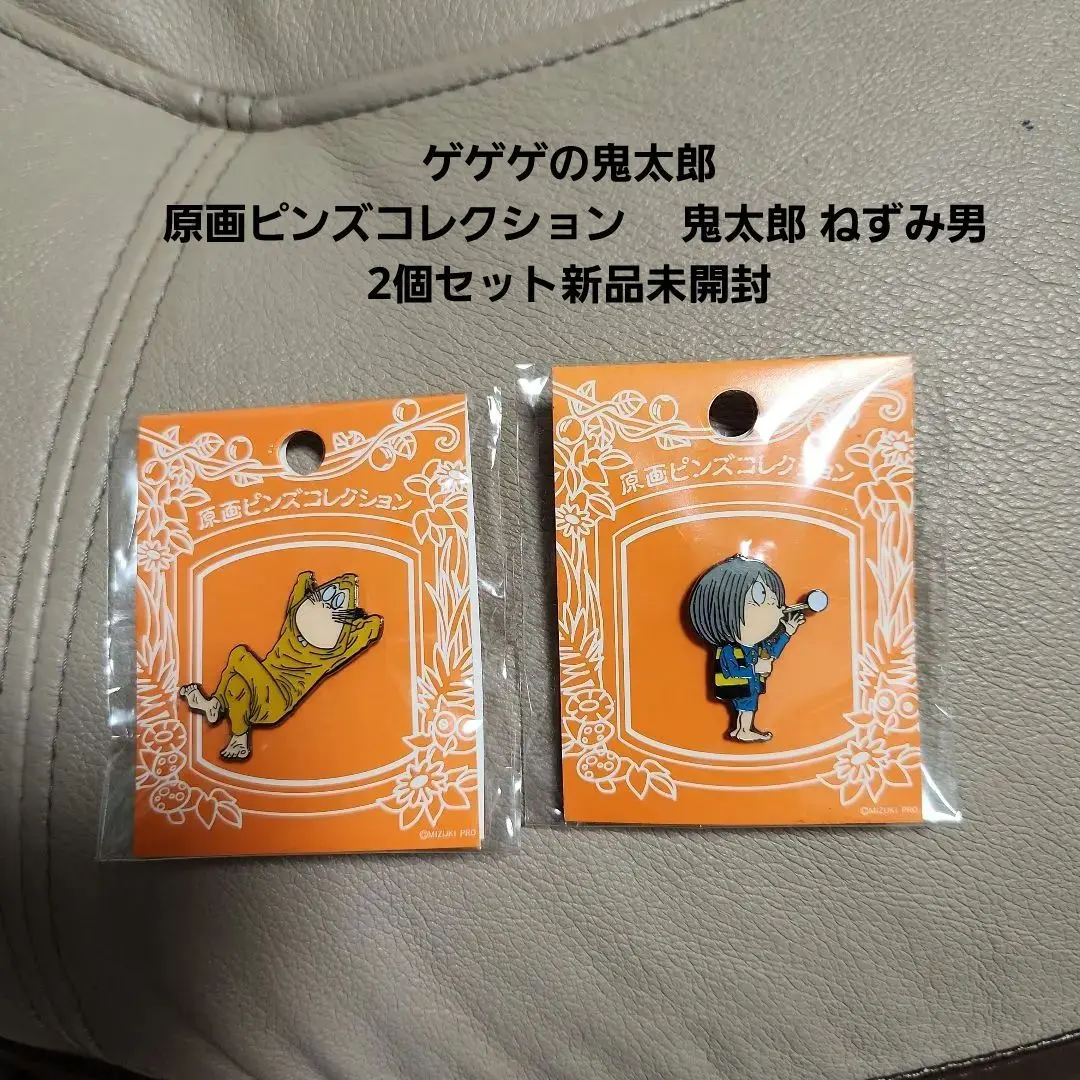 ゲゲゲの鬼太郎
原画ピンズコレクション　鬼太郎 ねずみ男
2個セット新品未開封
原画ピンズコレクション
©MIZUKI PRO
原画ピンズコレクション
©MIZUKI PRO